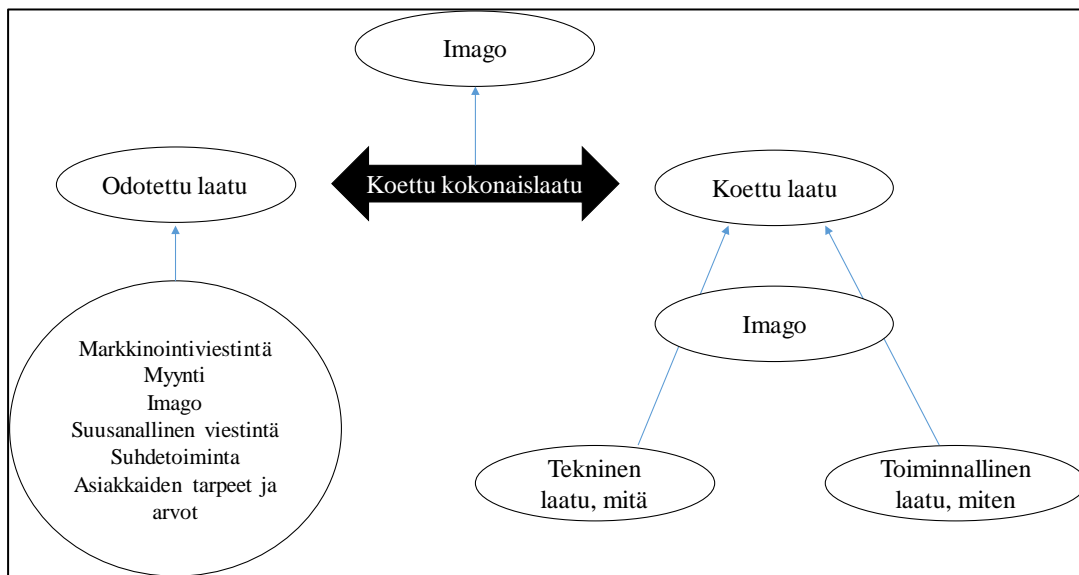 Imago
Odotettu laatu
Koettu kokonaislaatu
Koettu laatu
Markkinointiviestintä
Myynti
Imago
Suusanallinen viestintä
Suhdetoiminta
Asiakkaiden tarpeet ja
arvot
Imago
Tekninen
laatu, mitä
Toiminnallinen
laatu, miten